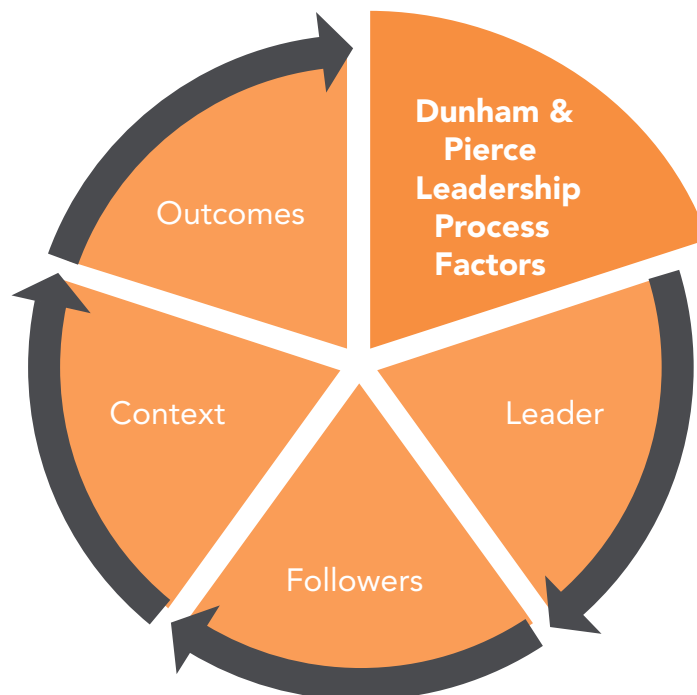 Dunham &
Pierce
Leadership
Process
Factors
Outcomes
Leader
Context
Followers